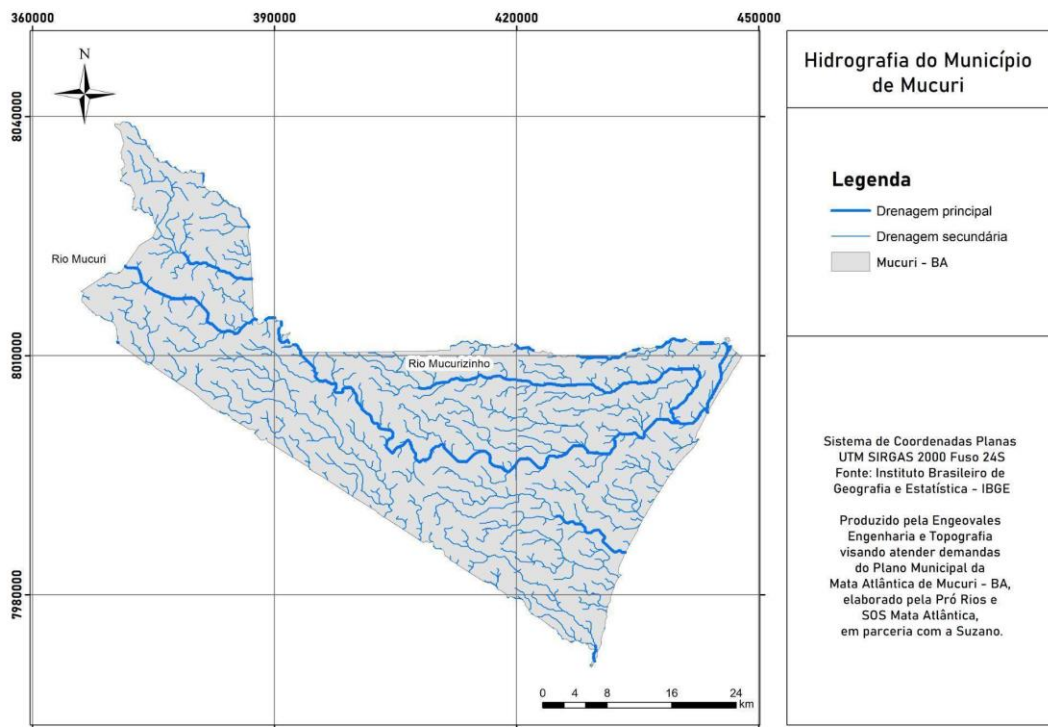 360000
390000
420000
450000
Hidrografia do Município
de Mucuri
N
8040000
8010000
7980000
Rio Mucuri
Rio Mucurizinho
Legenda
Drenagem principal
Drenagem secundária
Mucuri - BA
Sistema de Coordenadas Planas
UTM SIRGAS 2000 Fuso 24S
Fonte: Instituto Brasileiro de
Geografia e Estatística - IBGE
Produzido pela Engeovales
Engenharia e Topografia
visando atender demandas
do Plano Municipal da
Mata Atlântica de Mucuri - BA,
elaborado pela Pró Rios e
SOS Mata Atlântica,
em parceria com a Suzano.
0 4 8 16 24
km